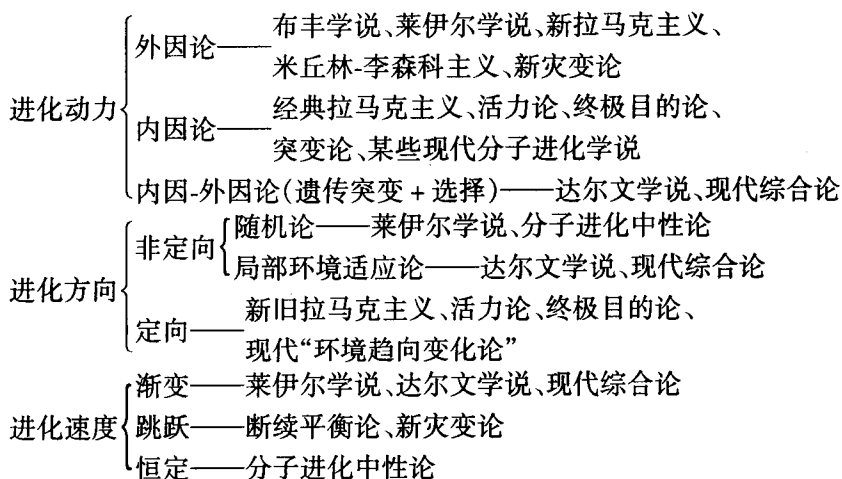 外因论——布丰学说、莱伊尔学说、新拉马克主义、
米丘林-李森科主义、新灾变论
进化动力
内因论——经典拉马克主义、活力论、终极目的论、
突变论、某些现代分子进化学说
内因-外因论(遗传突变+选择)——达尔文学说、现代综合论
非定向
随机论——莱伊尔学说、分子进化中性论
局部环境适应论——达尔文学说、现代综合论
进化方向
定向——新旧拉马克主义、活力论、终极目的论、
现代“环境趋向变化论”
渐变——莱伊尔学说、达尔文学说、现代综合论
进化速度
跳跃——断续平衡论、新灾变论
恒定——分子进化中性论